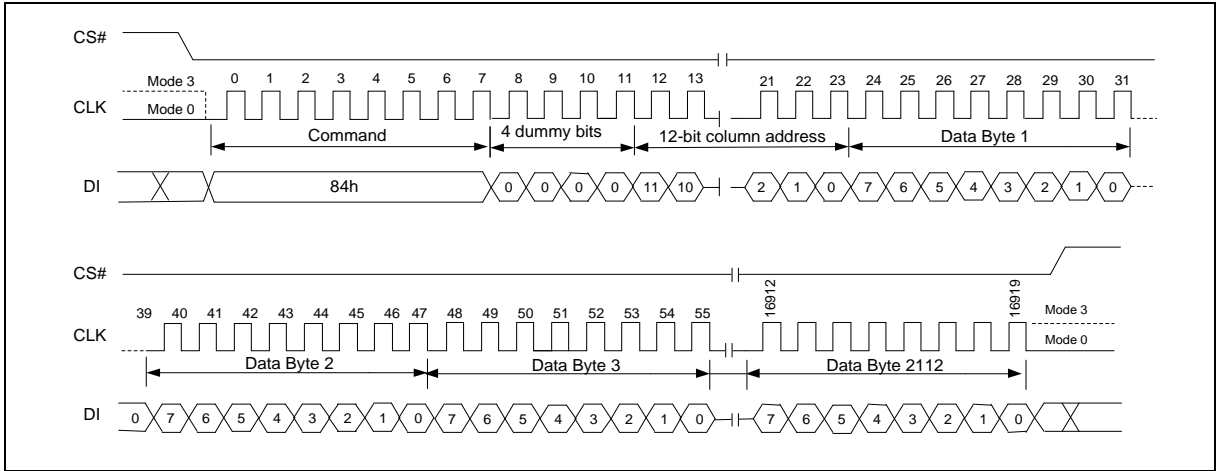 CS#
Mode 3 0 1 2 3 4 5 6 7 8 9 10 11 12 13 21 22 23 24 25 26 27 28 29 30 31
CLK Mode 0
Command 4 dummy bits 12-bit column address Data Byte 1
DI 84h 0 0 0 0 11 10 2 1 0 7 6 5 4 3 2 1 0
CS#
39 40 41 42 43 44 45 46 47 48 49 50 51 52 53 54 55 16912 16919 Mode 3
CLK Mode 0
Data Byte 2 Data Byte 3 Data Byte 2112
DI 0 7 6 5 4 3 2 1 0 7 6 5 4 3 2 1 0 7 6 5 4 3 2 1 0